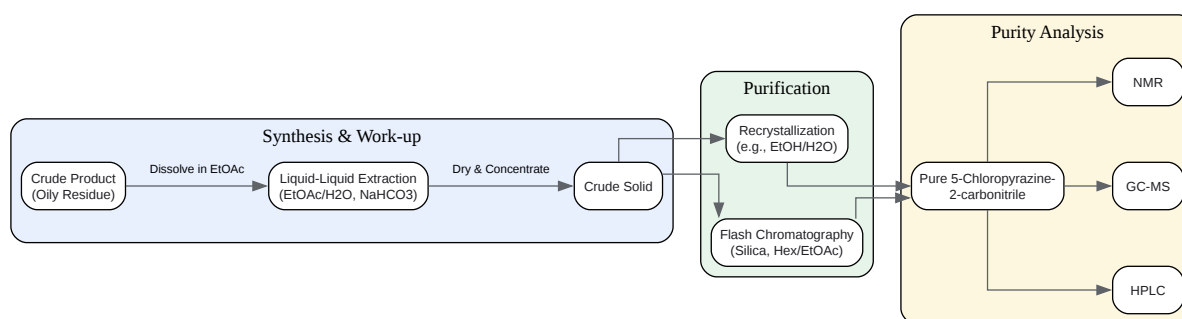 Synthesis & Work-up
Crude Product
(Oily Residue)
Dissolve in EtOAc
Liquid-Liquid Extraction
(EtOAc/H2O, NaHCO3)
Dry & Concentrate
Crude Solid
Purification
Recrystallization
(e.g., EtOH/H2O)
Flash Chromatography
(Silica, Hex/EtOAc)
Purity Analysis
Pure 5-Chloropyrazine-
2-carbonitrile
NMR
GC-MS
HPLC